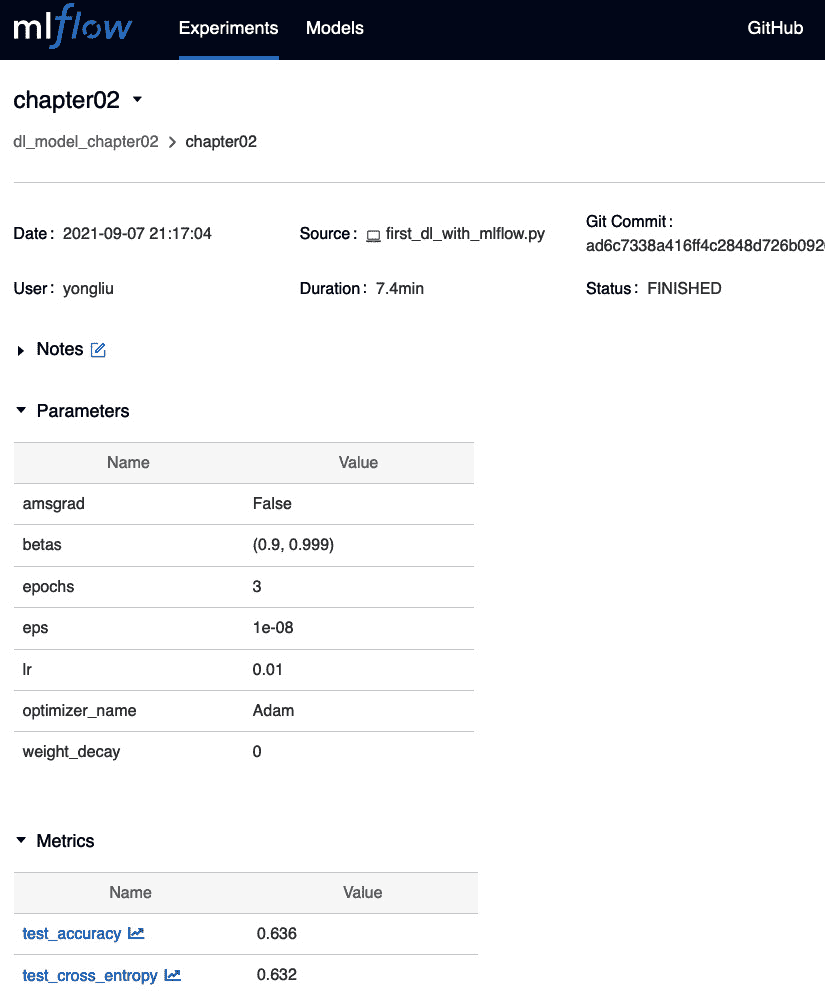 mlflow Experiments Models GitHub
chapter02
dl_model_chapter02 > chapter02
Date: 2021-09-07 21:17:04 Source: first_dl_with_mlflow.py Git Commit:
ad6c7338a416ff4c2848d726b092
User: yongliu Duration: 7.4min Status: FINISHED
Notes
Parameters
Name Value
amsgrad False
betas (0.9, 0.999)
epochs 3
eps 1e-08
lr 0.01
optimizer_name Adam
weight_decay 0
Metrics
Name Value
test_accuracy 0.636
test_cross_entropy 0.632